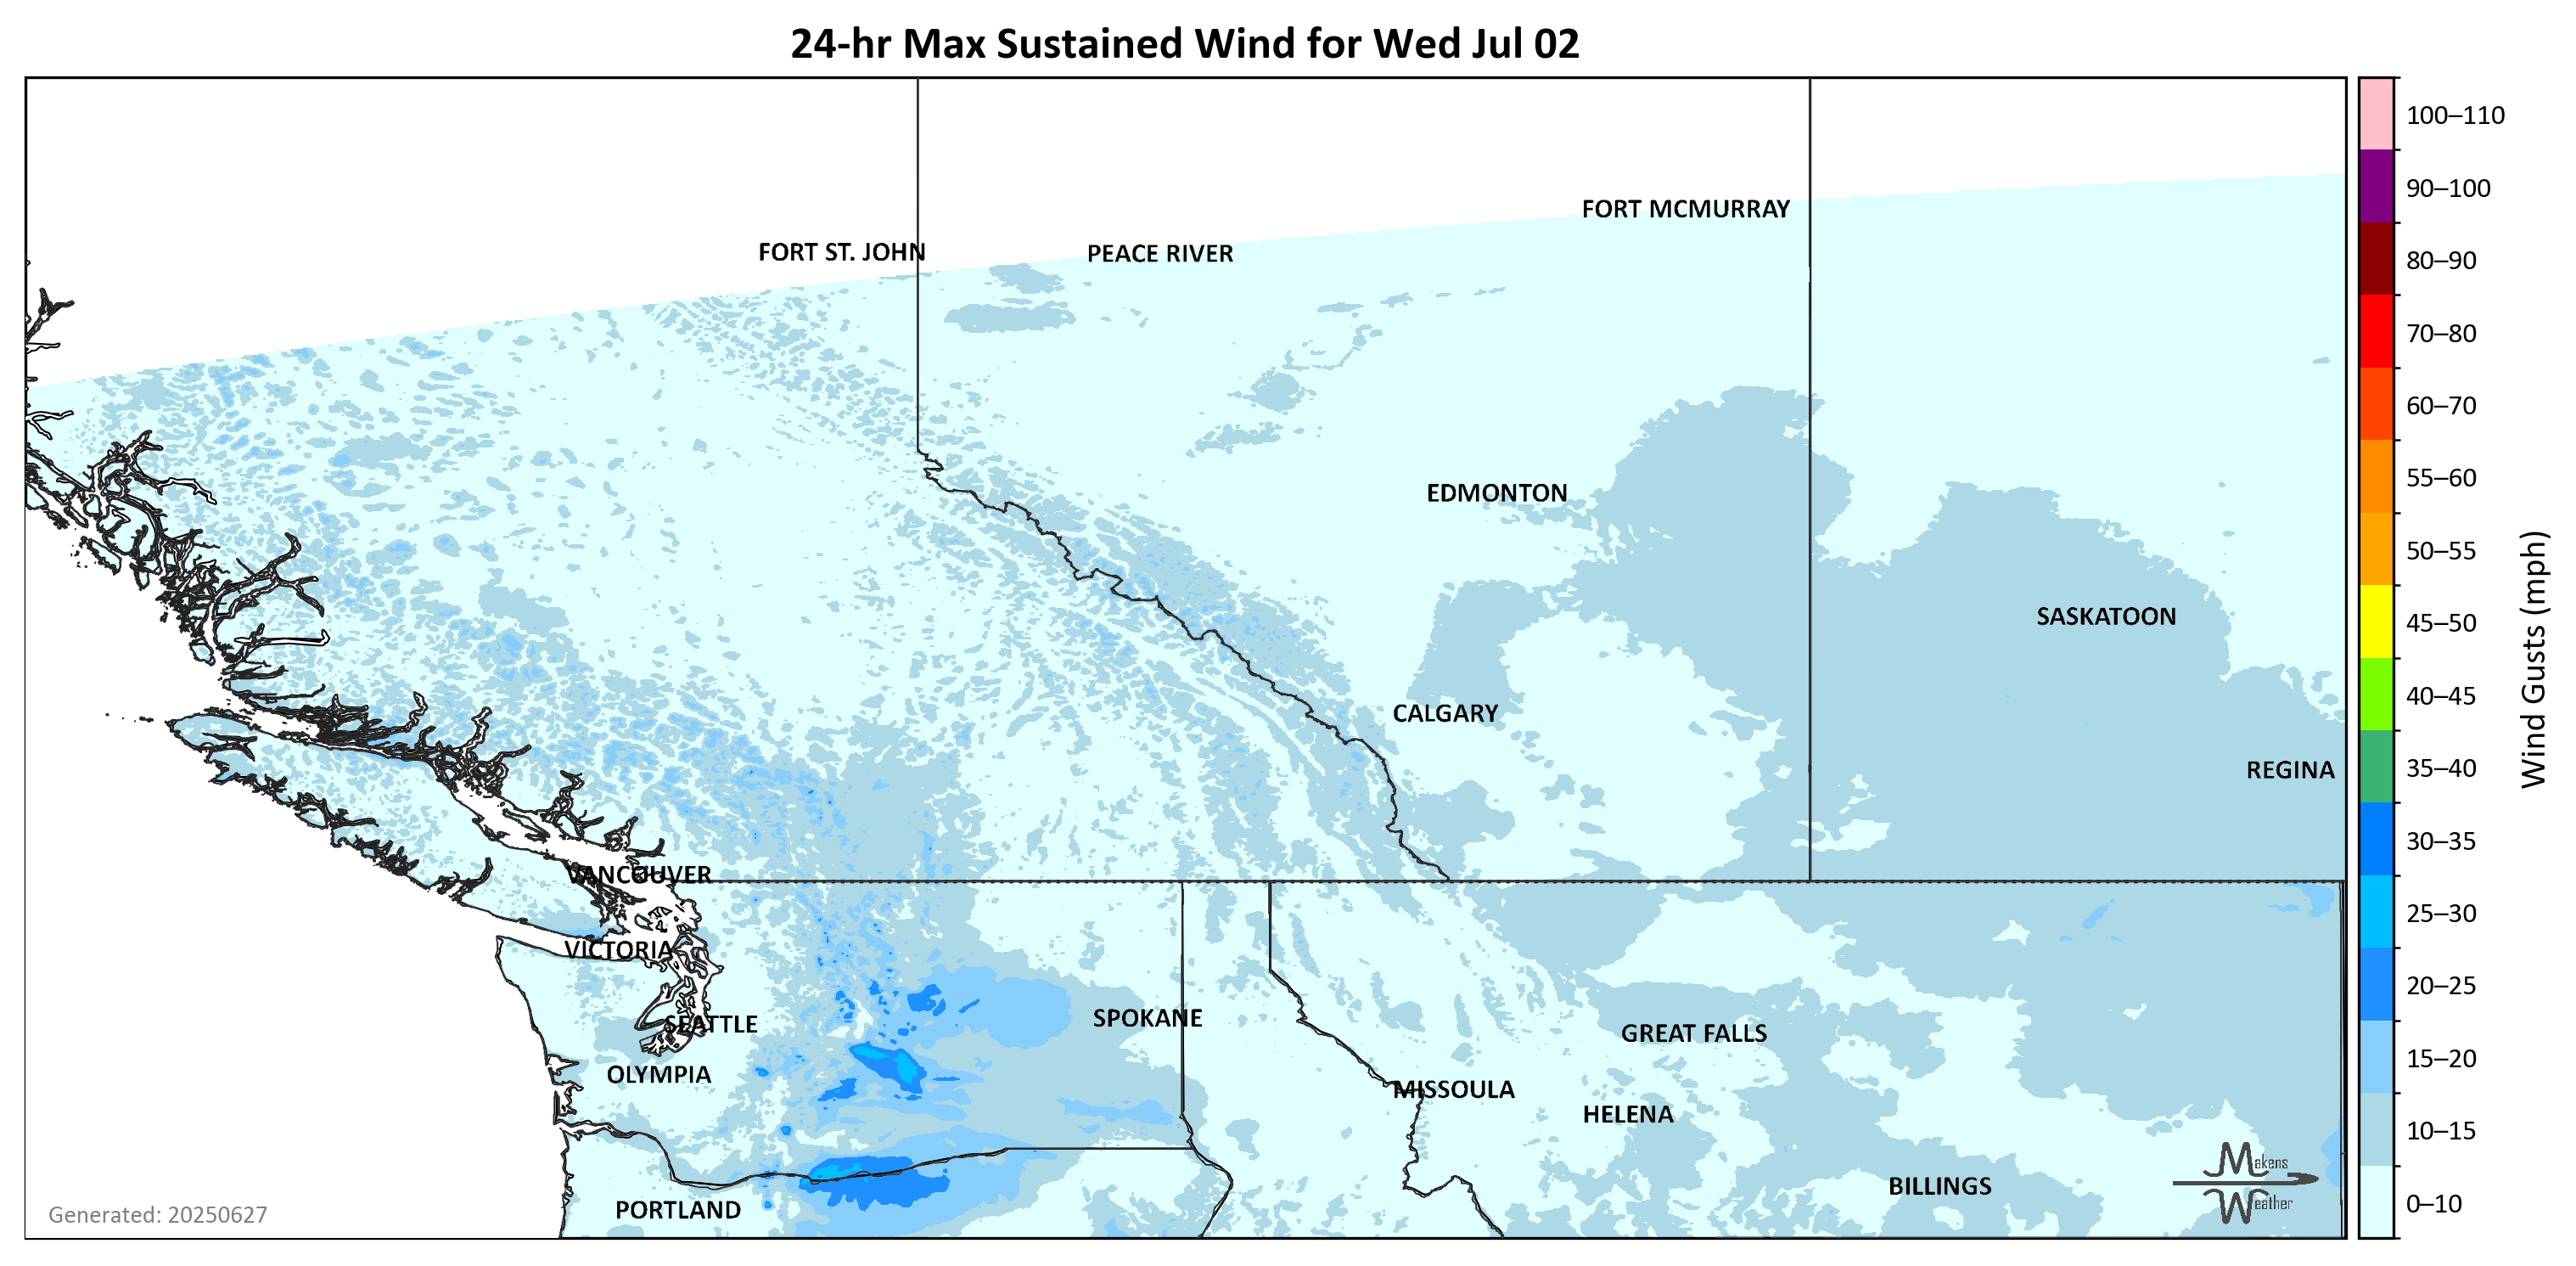 24-hr Max Sustained Wind for Wed Jul 02
100–110
90–100
80–90
70–80
60–70
55–60
50–55
45–50
40–45
35–40
30–35
25–30
20–25
15–20
10–15
0–10
Wind Gusts (mph)
FORT MCMURRAY
FORT ST. JOHN
PEACE RIVER
EDMONTON
SASKATOON
CALGARY
REGINA
VANCOUVER
VICTORIA
SEATTLE
SPOKANE
GREAT FALLS
OLYMPIA
MISSOULA
HELENA
BILLINGS
PORTLAND
Makens
Weather
Generated: 20250627